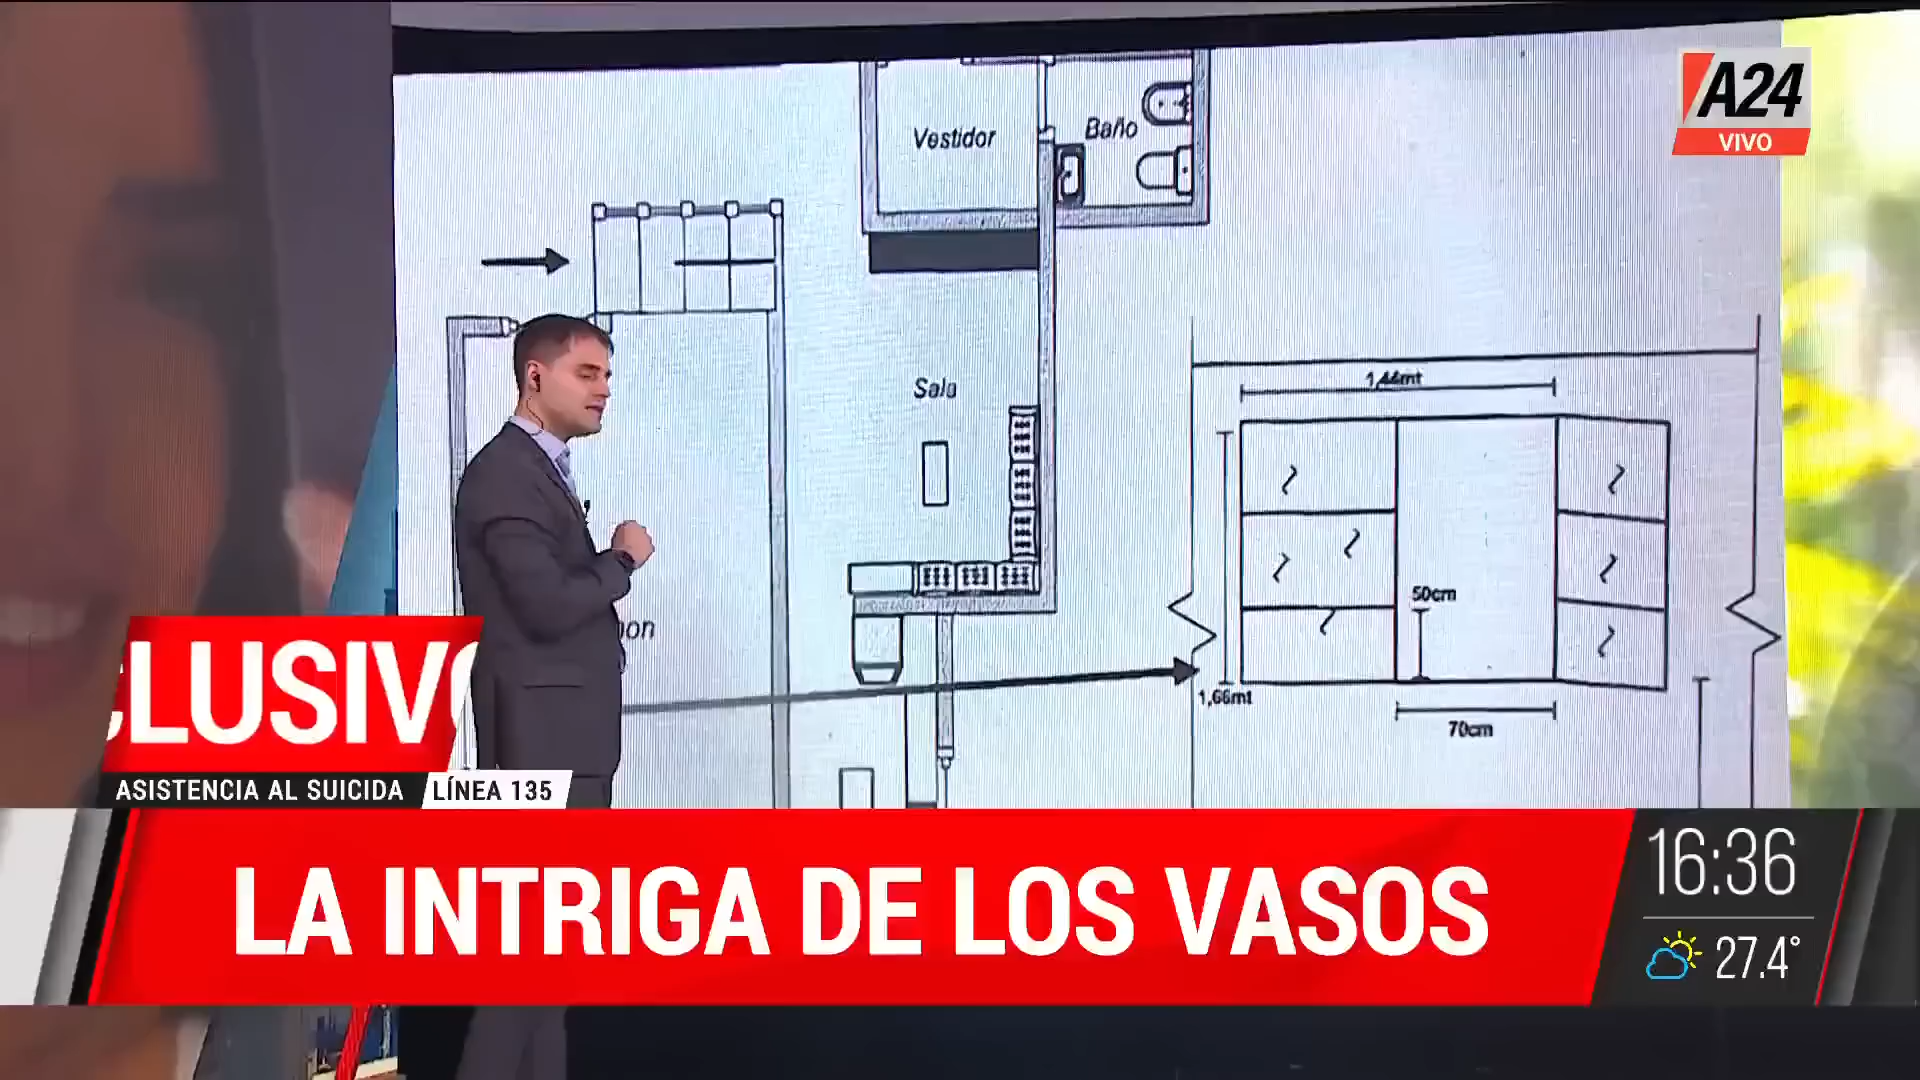 A24
VIVO
Vestidor
Baño
Sala
1,44mt
50cm
1,66mt
70cm
CLUSIVO
ASISTENCIA AL SUICIDA
LÍNEA 135
LA INTRIGA DE LOS VASOS
16:36
27.4°